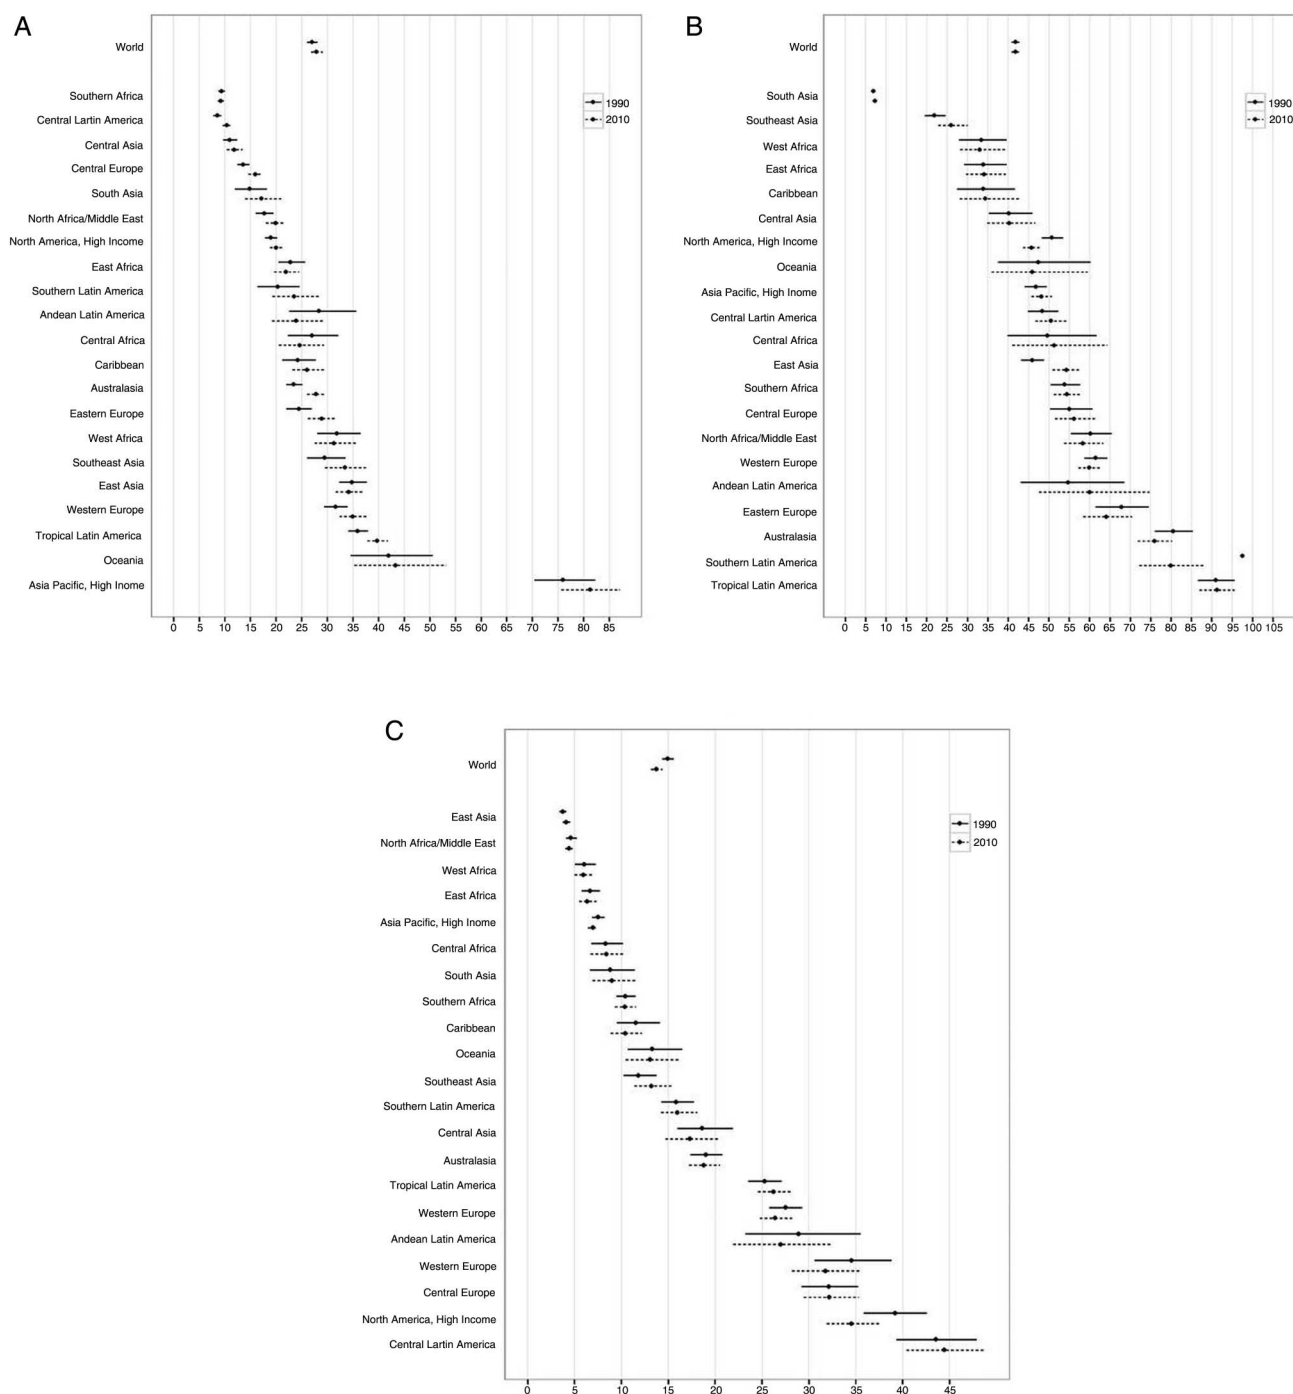 A
World
Southern Africa
Central Lartin America
Central Asia
Central Europe
South Asia
North Africa/Middle East
North America, High Income
East Africa
Southern Latin America
Andean Latin America
Central Africa
Caribbean
Australasia
Eastern Europe
West Africa
Southeast Asia
East Asia
Western Europe
Tropical Latin America
Oceania
Asia Pacific, High Inome
1990
2010
0 5 10 15 20 25 30 35 40 45 50 55 60 65 70 75 80 85
B
World
South Asia
Southeast Asia
West Africa
East Africa
Caribbean
Central Asia
North America, High Income
Oceania
Asia Pacific, High Inome
Central Lartin America
Central Africa
East Asia
Southern Africa
Central Europe
North Africa/Middle East
Western Europe
Andean Latin America
Eastern Europe
Australasia
Southern Latin America
Tropical Latin America
1990
2010
0 5 10 15 20 25 30 35 40 45 50 55 60 65 70 75 80 85 90 95 100 105
C
World
East Asia
North Africa/Middle East
West Africa
East Africa
Asia Pacific, High Inome
Central Africa
South Asia
Southern Africa
Caribbean
Oceania
Southeast Asia
Southern Latin America
Central Asia
Australasia
Tropical Latin America
Western Europe
Andean Latin America
Western Europe
Central Europe
North America, High Income
Central Lartin America
1990
2010
0 5 10 15 20 25 30 35 40 45